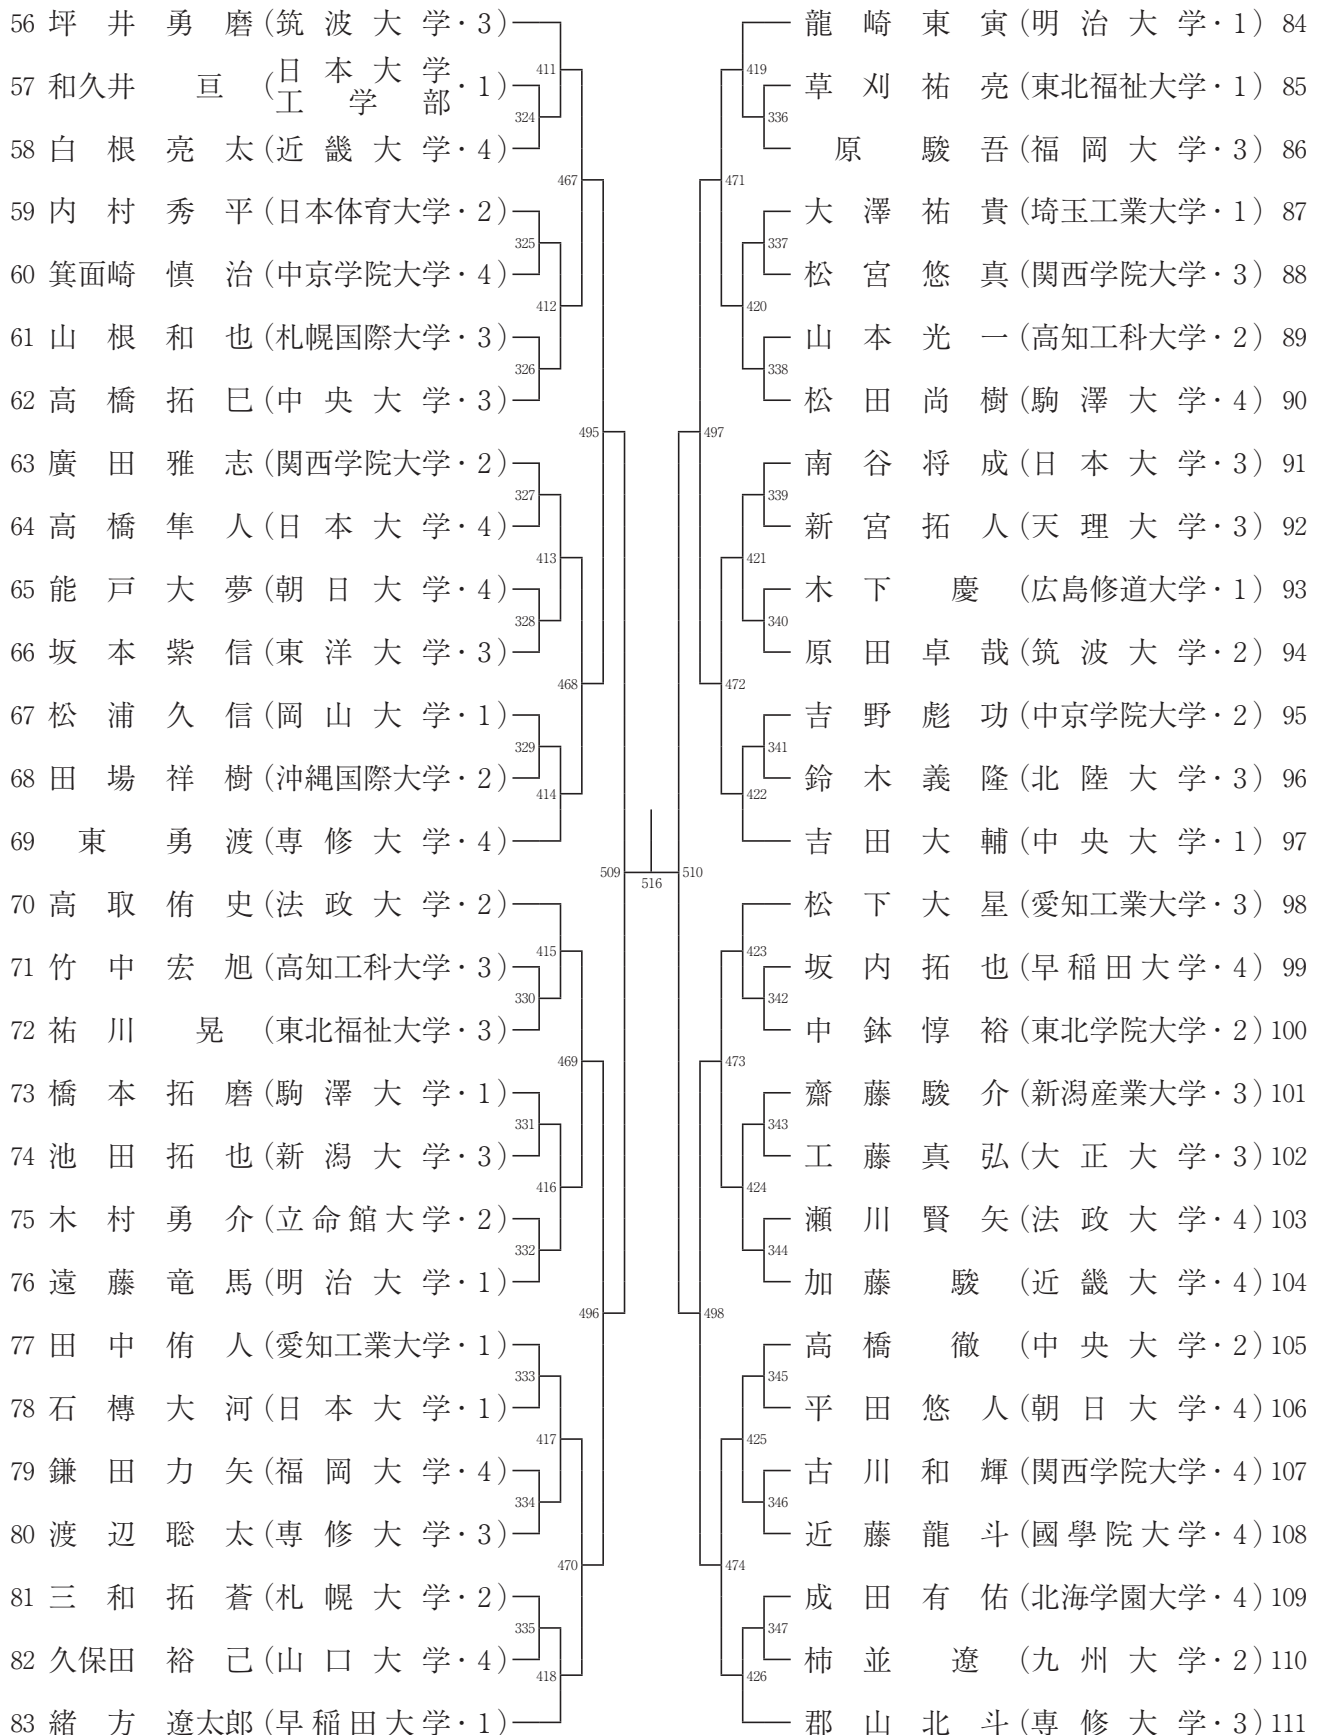 56 坪井勇磨(筑波大学・3)
57 和久井亘(日本大学工学部・1)
58 白根亮太(近畿大学・4)
59 内村秀平(日本体育大学・2)
60 箕面崎慎治(中京学院大学・4)
61 山根和也(札幌国際大学・3)
62 高橋拓巳(中央大学・3)
63 廣田雅志(関西学院大学・2)
64 高橋隼人(日本大学・4)
65 能戸大夢(朝日大学・4)
66 坂本紫信(東洋大学・3)
67 松浦久信(岡山大学・1)
68 田場祥樹(沖縄国際大学・2)
69 東勇渡(専修大学・4)
70 高取侑史(法政大学・2)
71 竹中宏旭(高知工科大学・3)
72 祐川晃(東北福祉大学・3)
73 橋本拓磨(駒澤大学・1)
74 池田拓也(新潟大学・3)
75 木村勇介(立命館大学・2)
76 遠藤竜馬(明治大学・1)
77 田中侑人(愛知工業大学・1)
78 石槫大河(日本大学・1)
79 鎌田力矢(福岡大学・4)
80 渡辺聡太(専修大学・3)
81 三和拓蒼(札幌大学・2)
82 久保田裕己(山口大学・4)
83 緒方遼太郎(早稲田大学・1)
411
324
467
325
412
326
495
327
413
328
468
329
414
509
415
330
469
331
416
332
496
333
417
334
470
335
418
516
419
336
471
337
420
338
497
339
421
340
472
341
422
510
423
342
473
343
424
344
498
345
425
346
474
347
426
龍崎東寅(明治大学・1) 84
草刈祐亮(東北福祉大学・1) 85
原駿吾(福岡大学・3) 86
大澤祐貴(埼玉工業大学・1) 87
松宮悠真(関西学院大学・3) 88
山本光一(高知工科大学・2) 89
松田尚樹(駒澤大学・4) 90
南谷将成(日本大学・3) 91
新宮拓人(天理大学・3) 92
木下慶(広島修道大学・1) 93
原田卓哉(筑波大学・2) 94
吉野彪功(中京学院大学・2) 95
鈴木義隆(北陸大学・3) 96
吉田大輔(中央大学・1) 97
松下大星(愛知工業大学・3) 98
坂内拓也(早稲田大学・4) 99
中鉢惇裕(東北学院大学・2) 100
齋藤駿介(新潟産業大学・3) 101
工藤真弘(大正大学・3) 102
瀬川賢矢(法政大学・4) 103
加藤駿(近畿大学・4) 104
高橋徹(中央大学・2) 105
平田悠人(朝日大学・4) 106
古川和輝(関西学院大学・4) 107
近藤龍斗(國學院大学・4) 108
成田有佑(北海学園大学・4) 109
柿並遼(九州大学・2) 110
郡山北斗(専修大学・3) 111